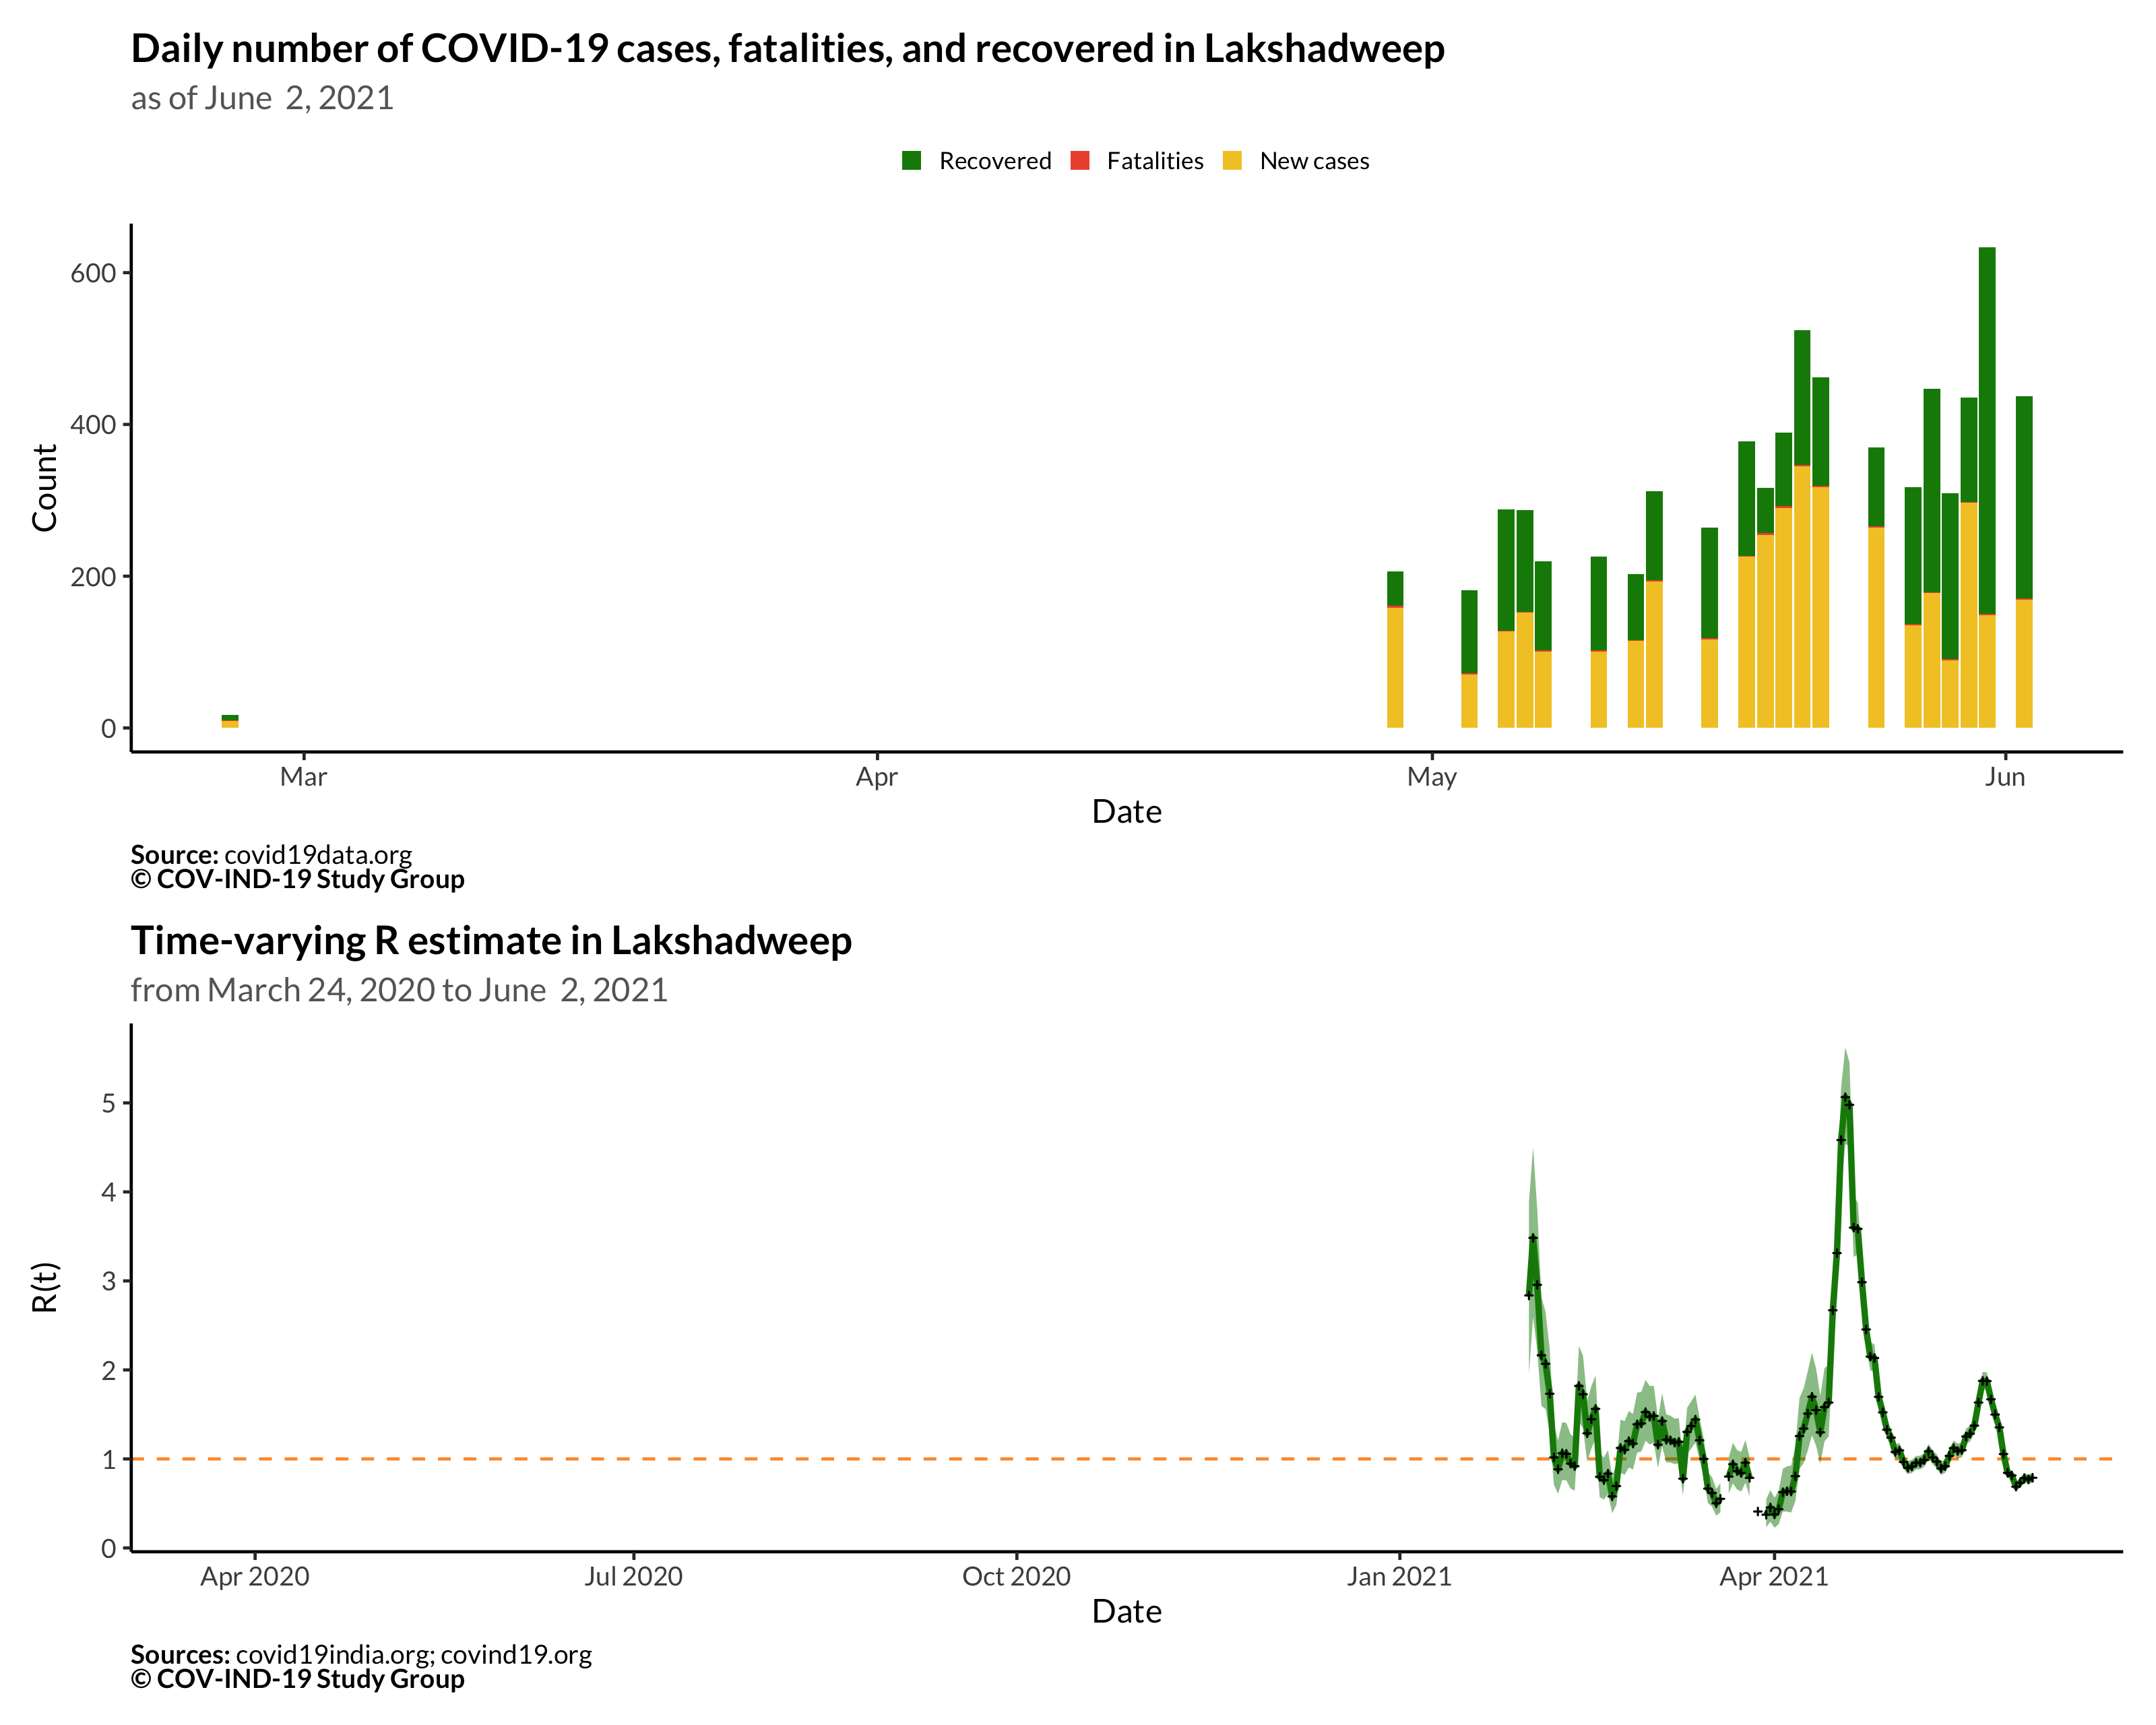 Daily number of COVID-19 cases, fatalities, and recovered in Lakshadweep
as of June  2, 2021
Recovered Fatalities New cases
Count
600
400
200
0
Mar Apr May Jun
Date
Source: covid19data.org
© COV-IND-19 Study Group
Time-varying R estimate in Lakshadweep
from March 24, 2020 to June  2, 2021
R(t)
5
4
3
2
1
0
Apr 2020 Jul 2020 Oct 2020 Jan 2021 Apr 2021
Date
Sources: covid19india.org; covind19.org
© COV-IND-19 Study Group